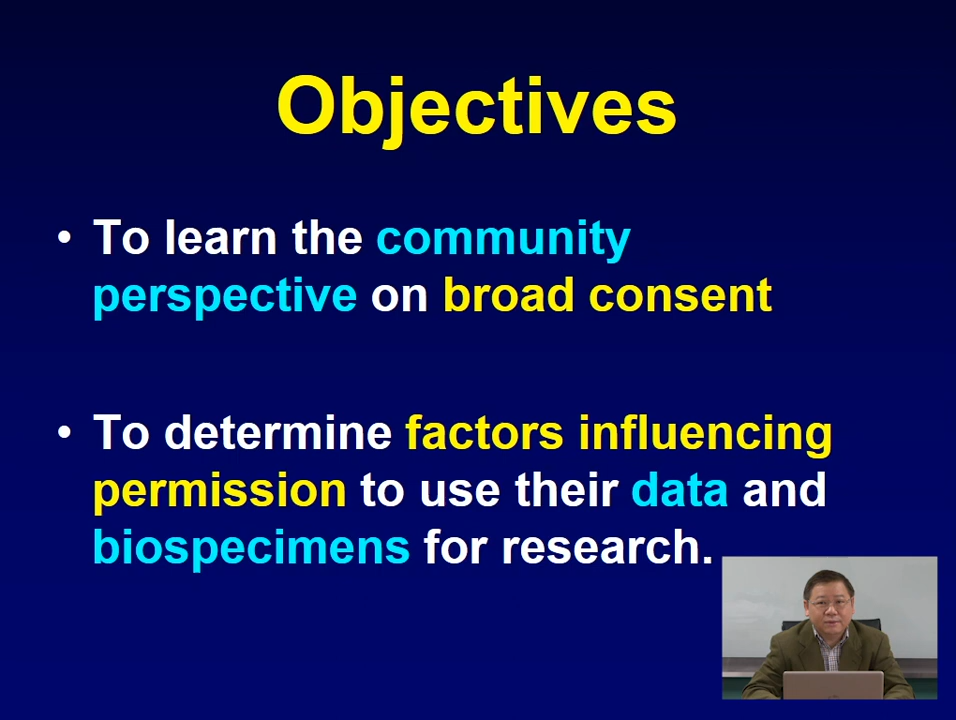 Objectives
• To learn the community
perspective on broad consent
• To determine factors influencing
permission to use their data and
biospecimens for research.